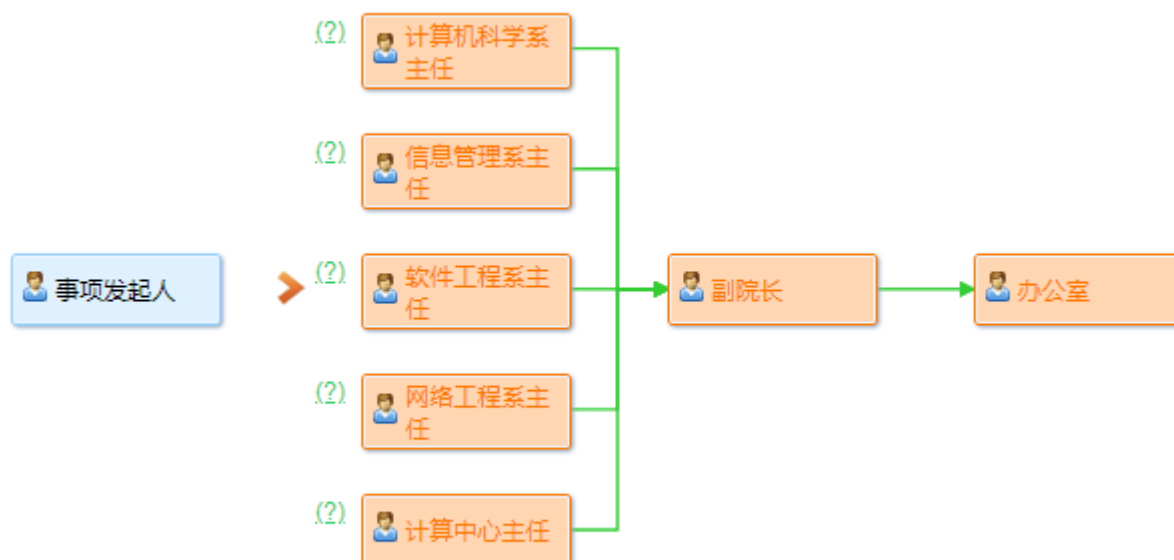 (?)
计算机科学系
主任
(?)
信息管理系主
任
事项发起人
(?)
软件工程系主
任
副院长
办公室
(?)
网络工程系主
任
(?)
计算中心主任